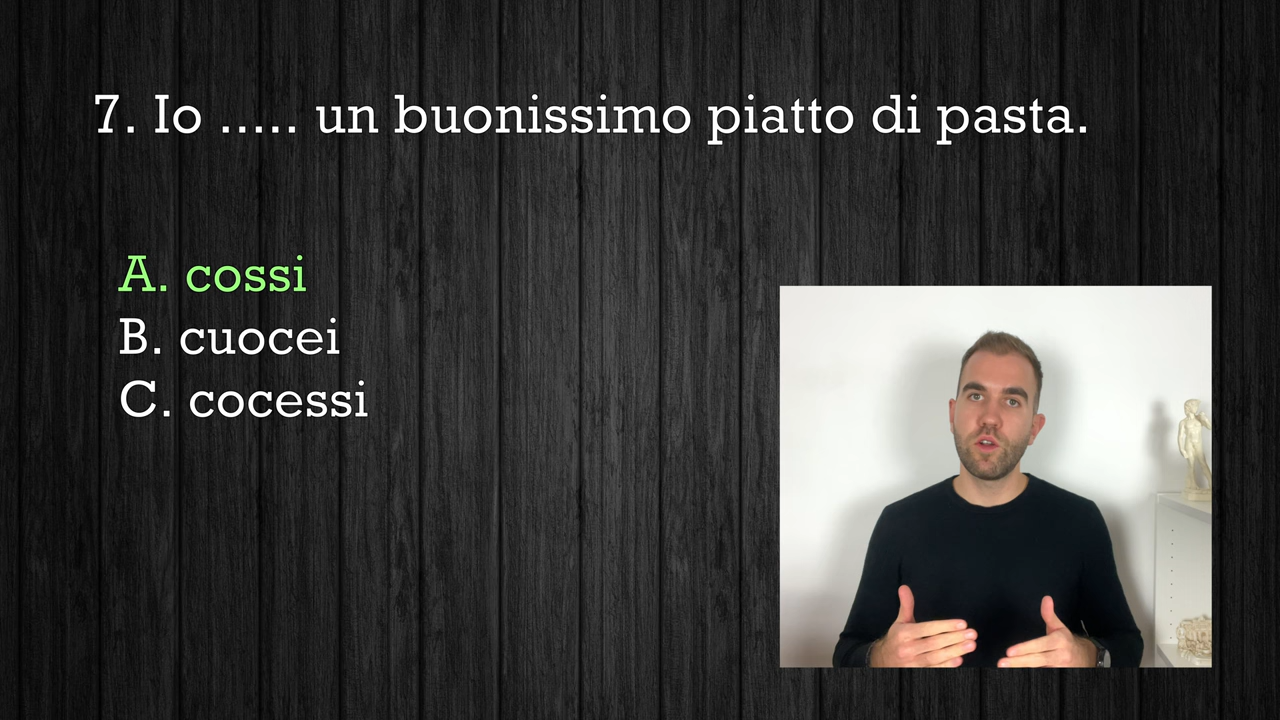 7. Io ..... un buonissimo piatto di pasta.
A. cossi
B. cuocei
C. cocessi